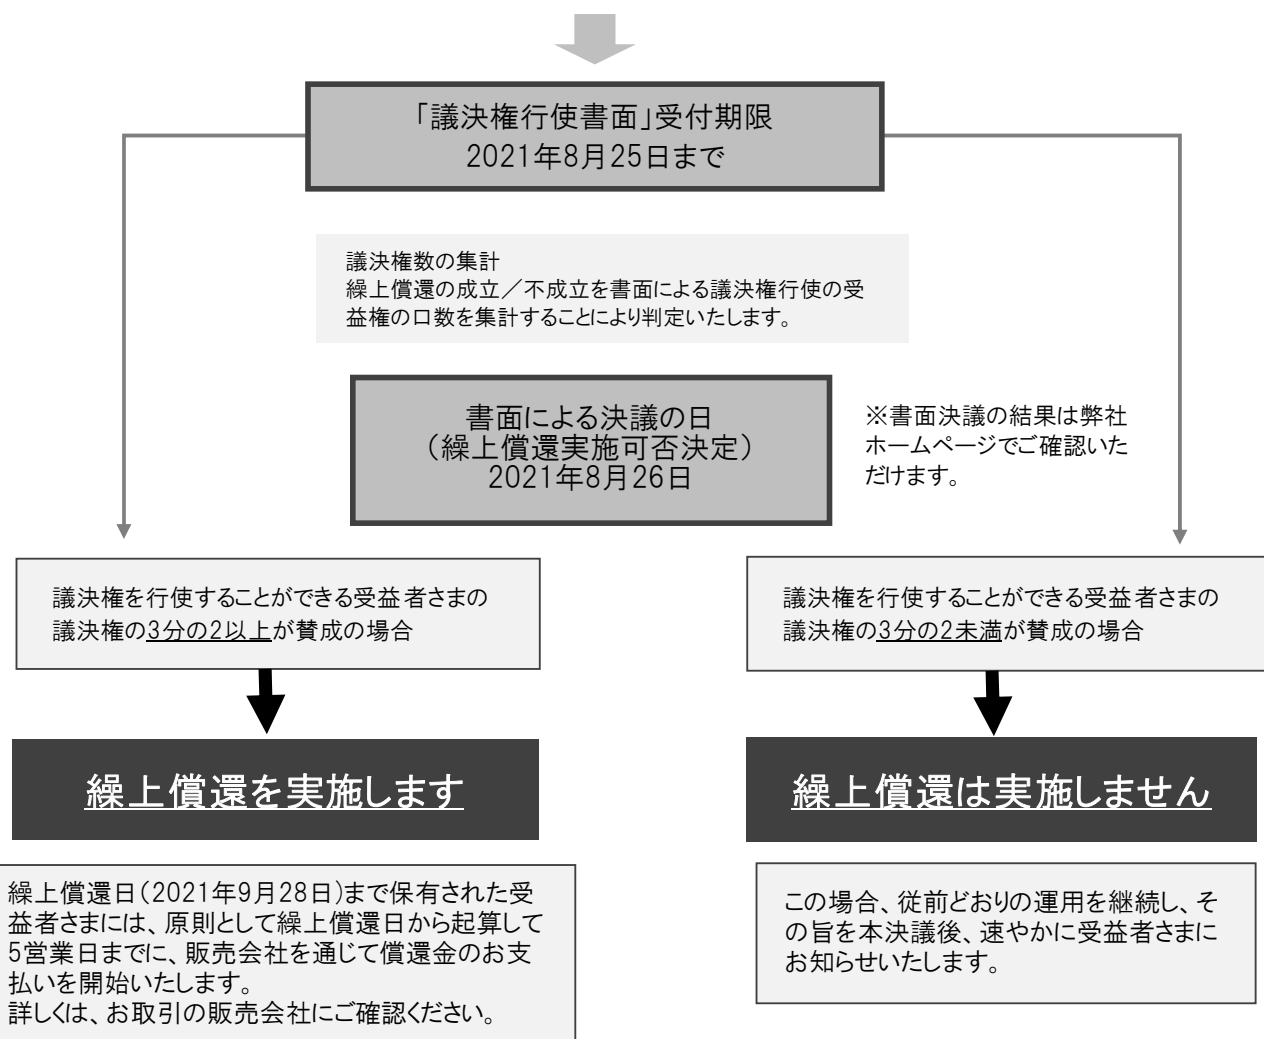 「議決権行使書面」受付期限
2021年8月25日まで
議決権数の集計
繰上償還の成立／不成立を書面による議決権行使の受
益権の口数を集計することにより判定いたします。
書面による決議の日
（繰上償還実施可否決定）
2021年8月26日
※書面決議の結果は弊社
ホームページでご確認いた
だけます。
議決権を行使することができる受益者さまの
議決権の3分の2以上が賛成の場合
議決権を行使することができる受益者さまの
議決権の3分の2未満が賛成の場合
繰上償還を実施します
繰上償還は実施しません
繰上償還日（2021年9月28日）まで保有された受
益者さまには、原則として繰上償還日から起算して
5営業日までに、販売会社を通じて償還金のお支
払いを開始いたします。
詳しくは、お取引の販売会社にご確認ください。
この場合、従前どおりの運用を継続し、そ
の旨を本決議後、速やかに受益者さまに
お知らせいたします。